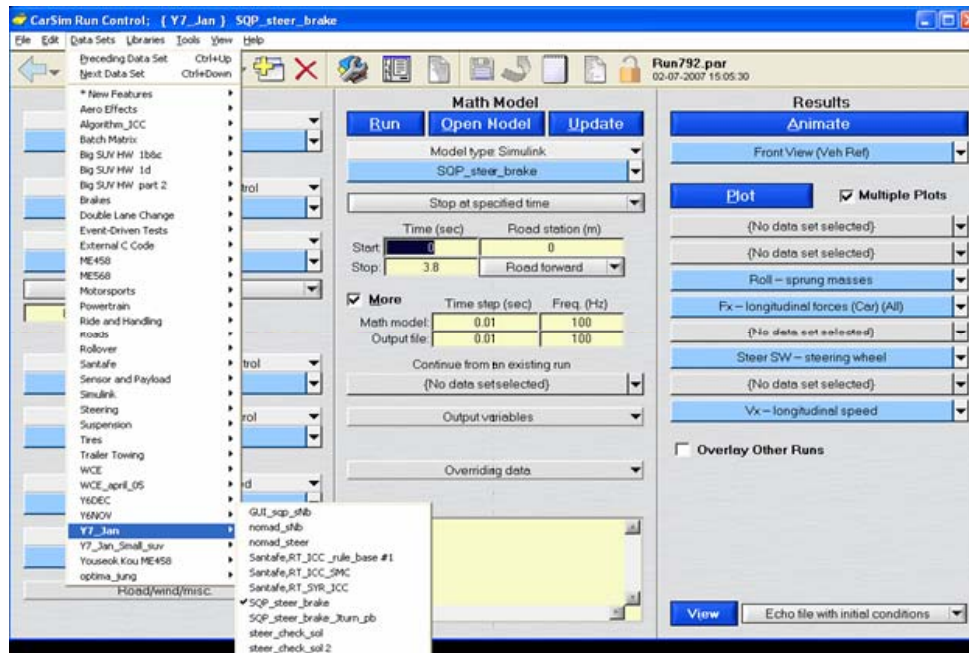 CarSim Run Control; { Y7_Jan } SQP_steer_brake
File Edit Data Sets Libraries Tools View Help
Run792.par
02-07-2007 15:05:30
Preceding Data Set Ctrl+Up
Next Data Set Ctrl+Down
* New Features
Aero Effects
Algorithm_ICC
Batch Matrix
Big SUV HW 1b&c
Big SUV HW 1d
Big SUV HW part 2
Brakes
Double Lane Change
Event-Driven Tests
External C Code
ME458
ME568
Motorsports
Powertrain
Ride and Handling
Roads
Rollover
Santafe
Sensor and Payload
Simulink
Steering
Suspension
Tires
Trailer Towing
WCE
WCE_april_05
Y6DEC
Y6NOV
Y7_Jan
Y7_Jan_Small_suv
Youseok Kou ME458
optima_jung
Road/wind/misc.
GUI_sqp_sNb
nomad_sNb
nomad_steer
Santafe,RT_ICC_rule_base #1
Santafe,RT_ICC_SMC
Santafe,RT_SYR_ICC
SQP_steer_brake
SQP_steer_brake_Jturn_pb
steer_check_sol
steer_check_sol 2
Math Model
Run Open Model Update
Model type: Simulink
SQP_steer_brake
Stop at specified time
Time (sec) Road station (m)
Start: 0 0
Stop: 3.8 Road forward
More Time step (sec) Freq. (Hz)
Math model: 0.01 100
Output file: 0.01 100
Continue from an existing run
{No data set selected}
Output variables
Overriding data
Results
Animate
Front View (Veh Ref)
Plot Multiple Plots
{No data set selected}
{No data set selected}
Roll – sprung masses
Fx – longitudinal forces (Car) (All)
{No data set selected}
Steer SW – steering wheel
{No data set selected}
Vx – longitudinal speed
Overlay Other Runs
View Echo file with initial conditions